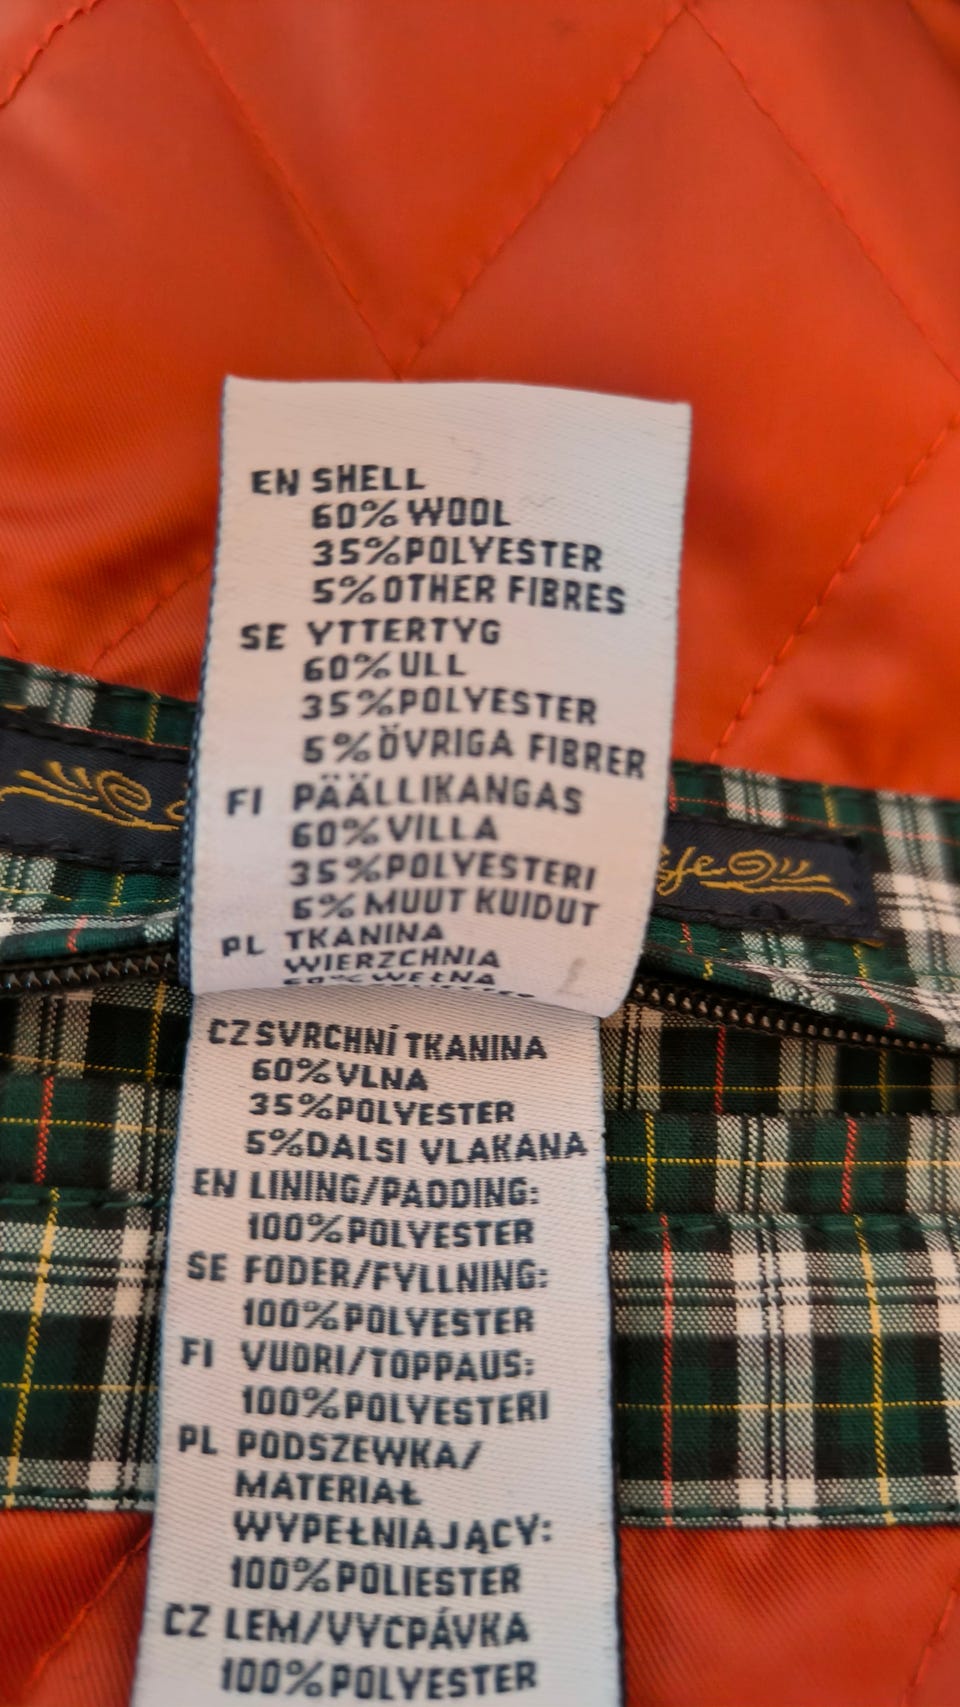 EN SHELL
60% WOOL
35% POLYESTER
5% OTHER FIBRES
SE YTTERTYG
60% ULL
35% POLYESTER
5% ÖVRIGA FIBRER
FI PÄÄLLIKANGAS
60% VILLA
35% POLYESTERI
5% MUUT KUIDUT
PL TKANINA
WIERZCHNIA
60% WEŁNA
CZ SVRCHNÍ TKANINA
60% VLNA
35% POLYESTER
5% DALSI VLAKANA
EN LINING/PADDING:
100% POLYESTER
SE FODER/FYLLNING:
100% POLYESTER
FI VUORI/TOPPAUS:
100% POLYESTERI
PL PODSZEWKA/
MATERIAŁ
WYPEŁNIAJĄCY:
100% POLIESTER
CZ LEM/VYCPÁVKA
100% POLYESTER